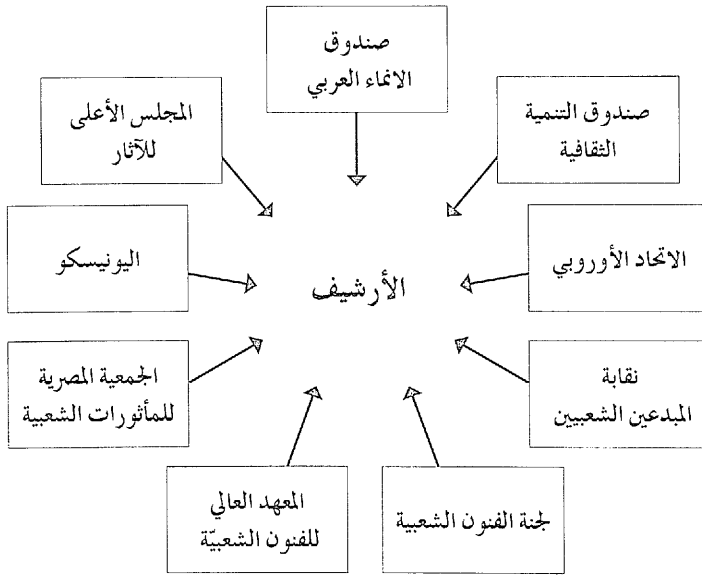 صندوق
الانماء العربي
صندوق التنمية
الثقافية
المجلس الأعلى
للآثار
الاتحاد الأوروبي
الأرشيف
اليونيسكو
نقابة
المبدعين الشعبيين
الجمعية المصرية
للمأثورات الشعبية
لجنة الفنون الشعبية
المعهد العالي
للفنون الشعبيّة